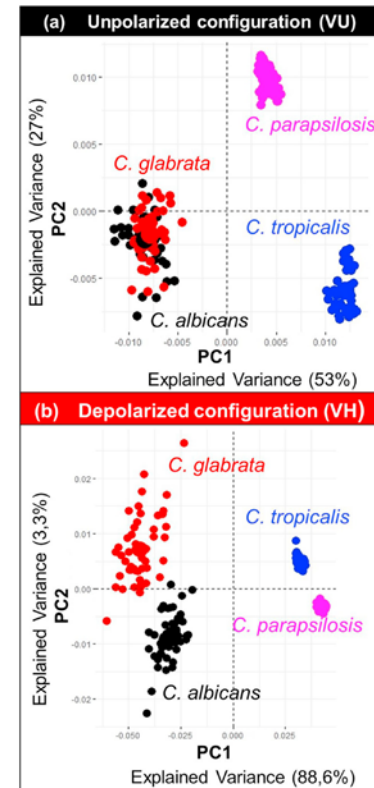 (a) Unpolarized configuration (VU)
Explained Variance (27%)
PC2
0.010
0.005
0.000
-0.005
C. parapsilosis
C. glabrata
C. tropicalis
C. albicans
-0.010
-0.005
0.000
0.005
0.010
PC1
Explained Variance (53%)
(b) Depolarized configuration (VH)
Explained Variance (3,3%)
PC2
0.02
0.01
0.00
-0.01
-0.02
C. glabrata
C. tropicalis
C. parapsilosis
C. albicans
-0.050
-0.025
0.000
0.025
PC1
Explained Variance (88,6%)